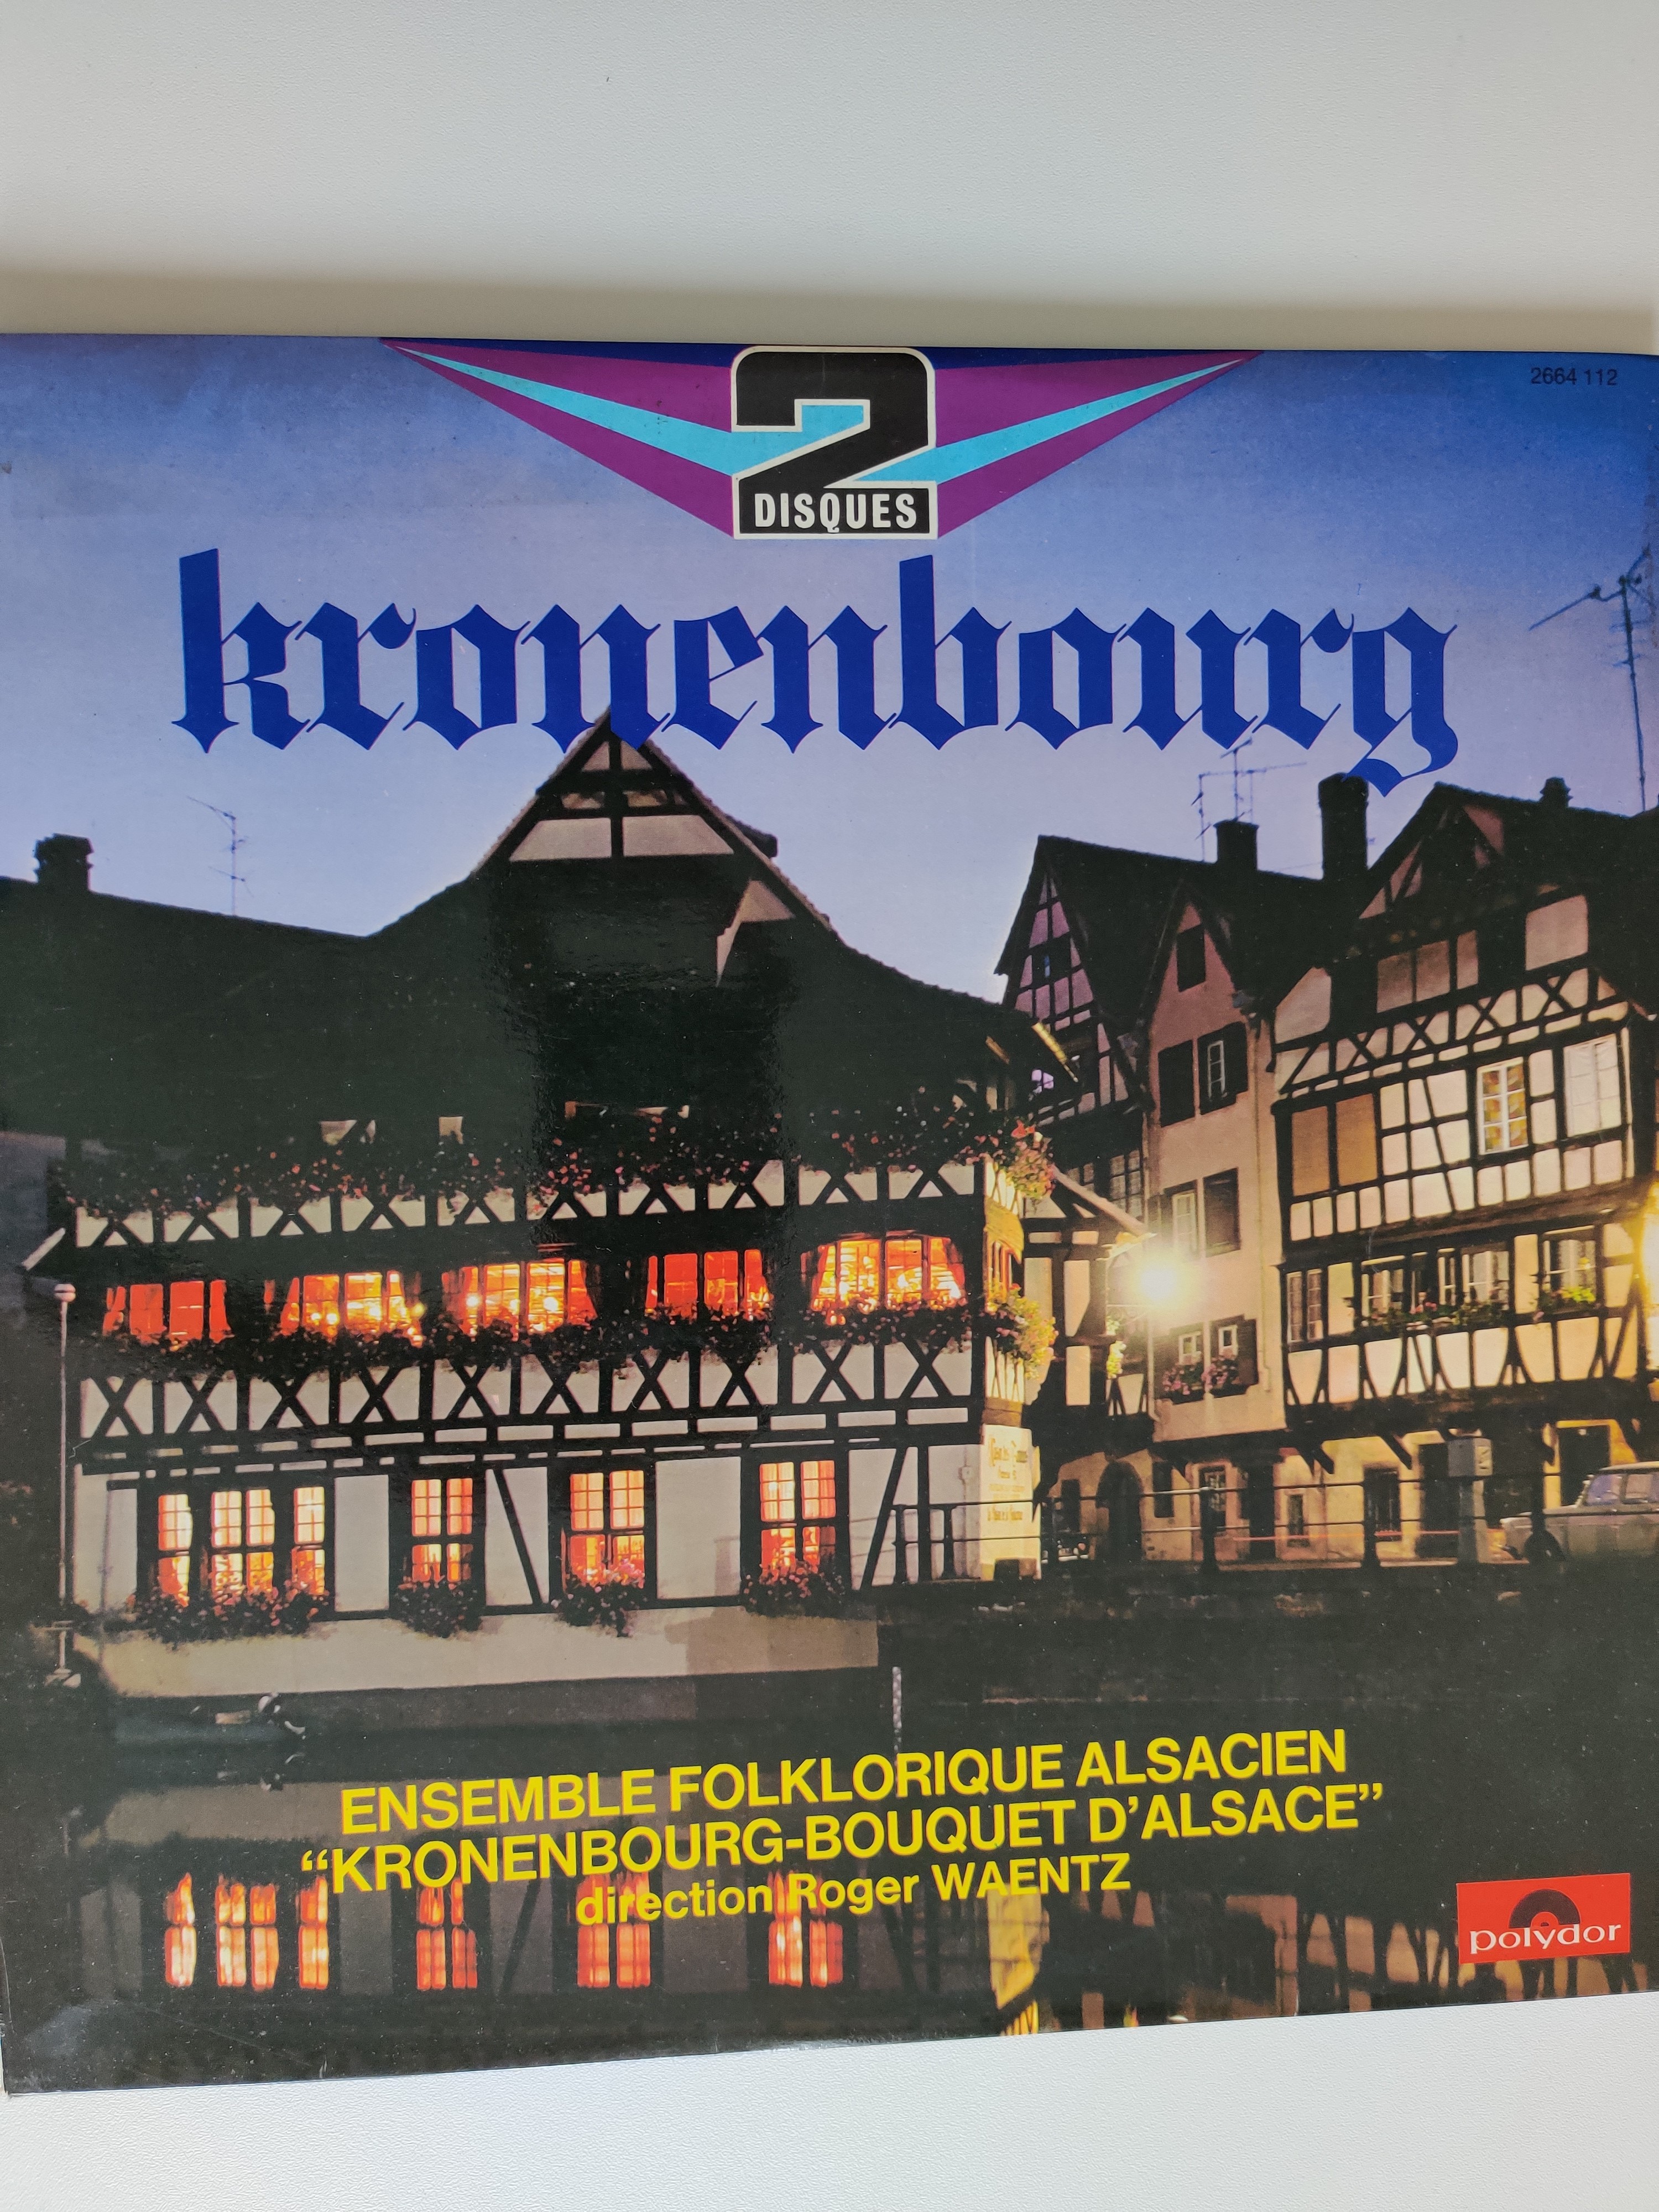 2664 112
2
DISQUES
kronenbourg
ENSEMBLE FOLKLORIQUE ALSACIEN
“KRONENBOURG-BOUQUET D’ALSACE”
direction Roger WAENTZ
polydor